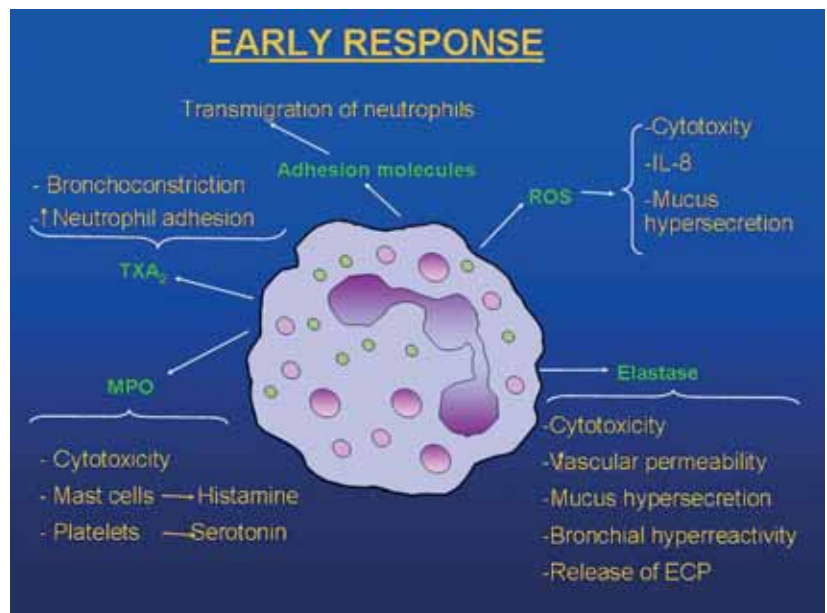 EARLY RESPONSE
Transmigration of neutrophils
Adhesion molecules
- Bronchoconstriction
-↑Neutrophil adhesion
TXA₂
ROS
-Cytotoxity
-IL-8
-Mucus
hypersecretion
MPO
- Cytotoxicity
- Mast cells → Histamine
- Platelets → Serotonin
Elastase
-Cytotoxicity
-Vascular permeability
-Mucus hypersecretion
-Bronchial hyperreactivity
-Release of ECP